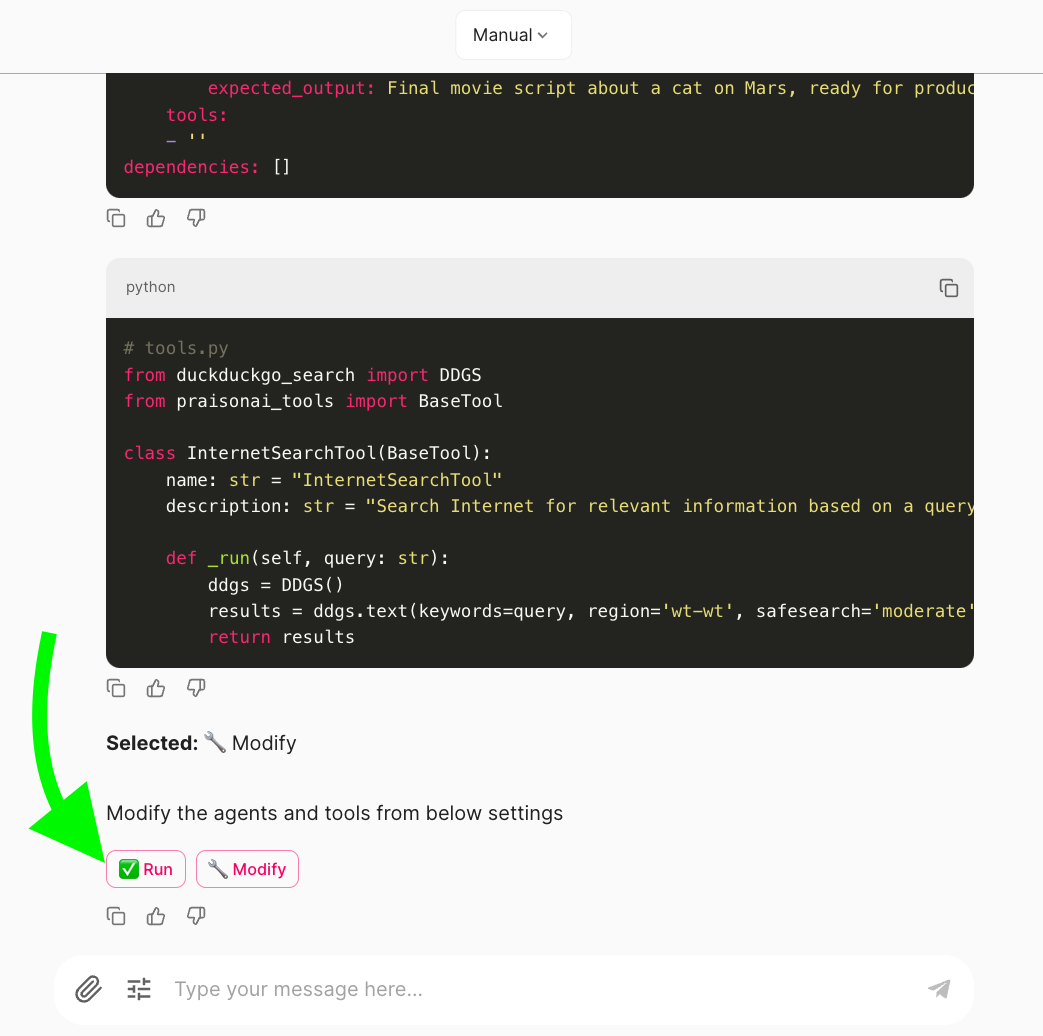 Manual
expected_output: Final movie script about a cat on Mars, ready for produc
tools:
- ''
dependencies: []
python
# tools.py
from duckduckgo_search import DDGS
from praisonai_tools import BaseTool
class InternetSearchTool(BaseTool):
name: str = "InternetSearchTool"
description: str = "Search Internet for relevant information based on a query
def _run(self, query: str):
ddgs = DDGS()
results = ddgs.text(keywords=query, region='wt-wt', safesearch='moderate'
return results
Selected: 🔧 Modify
Modify the agents and tools from below settings
✅ Run 🔧 Modify
Type your message here...